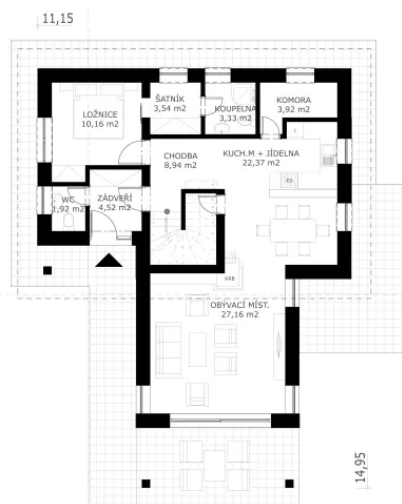 11,15
LOŽNICE
10,16 m2
ŠATNÍK
3,54 m2
KOUPELNA
3,33 m2
KOMORA
3,92 m2
CHODBA
8,94 m2
KUCH.M + JÍDELNA
22,37 m2
WC
1,92 m2
ZÁDVEŘÍ
4,52 m2
KRB
OBÝVACÍ MÍST.
27,16 m2
14,95